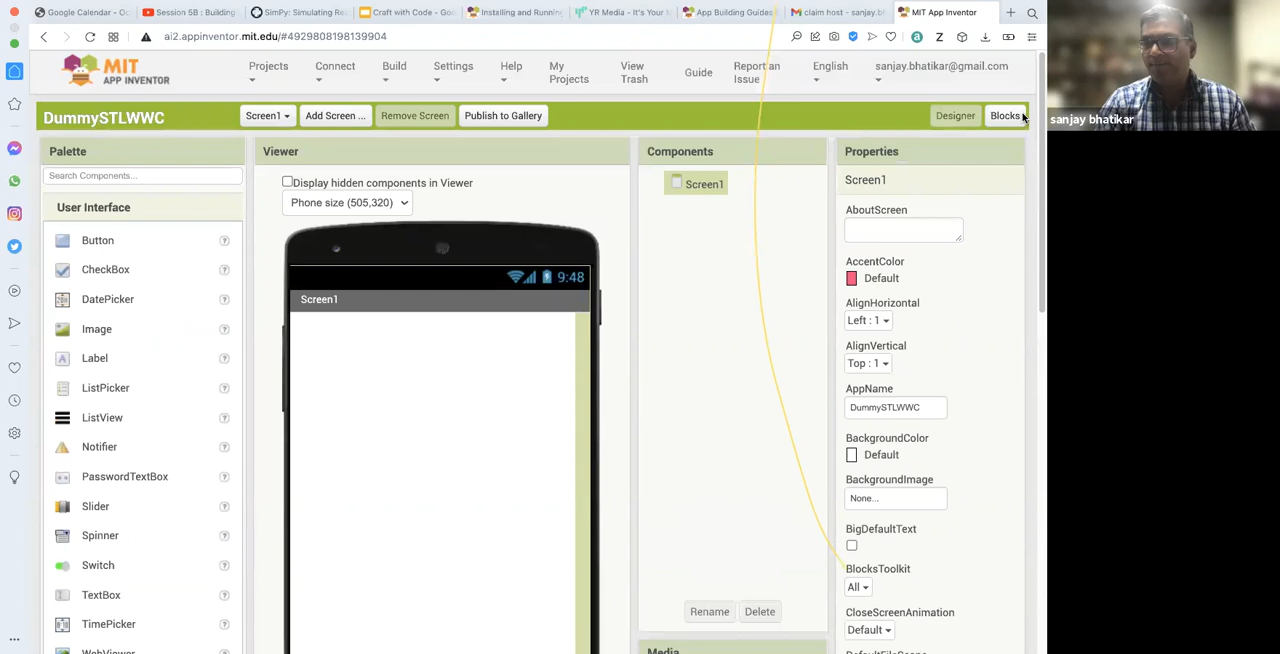 Google Calendar - Oc
Session 5B : Building
SimPy: Simulating Re
Craft with Code - Goo
Installing and Runnin
YR Media - It's Your M
App Building Guides
claim host - sanjay.bh
MIT App Inventor
ai2.appinventor.mit.edu/#4929808198139904
MIT
APP INVENTOR
Projects
Connect
Build
Settings
Help
My Projects
View Trash
Guide
Report an Issue
English
sanjay.bhatikar@gmail.com
DummySTLWWC
Screen1
Add Screen ...
Remove Screen
Publish to Gallery
Designer
Blocks
sanjay bhatikar
Palette
Search Components...
User Interface
Button
CheckBox
DatePicker
Image
Label
ListPicker
ListView
Notifier
PasswordTextBox
Slider
Spinner
Switch
TextBox
TimePicker
WebViewer
Viewer
Display hidden components in Viewer
Phone size (505,320)
9:48
Screen1
Components
Screen1
Rename
Delete
Media
Properties
Screen1
AboutScreen
AccentColor
Default
AlignHorizontal
Left : 1
AlignVertical
Top : 1
AppName
DummySTLWWC
BackgroundColor
Default
BackgroundImage
None...
BigDefaultText
BlocksToolkit
All
CloseScreenAnimation
Default
DefaultFileScope